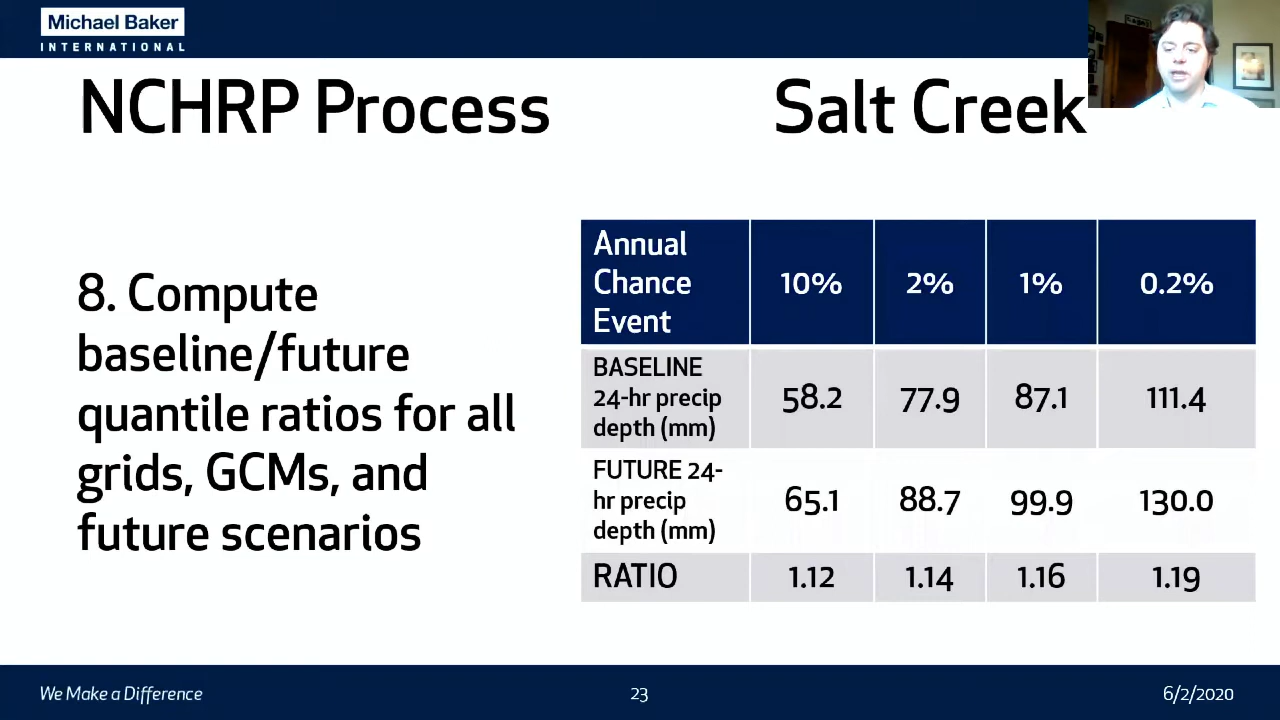 Michael Baker
INTERNATIONAL
NCHRP Process
Salt Creek
8. Compute
baseline/future
quantile ratios for all
grids, GCMs, and
future scenarios
Annual
Chance
Event
10%
2%
1%
0.2%
BASELINE
24-hr precip
depth (mm)
58.2
77.9
87.1
111.4
FUTURE 24-
hr precip
depth (mm)
65.1
88.7
99.9
130.0
RATIO
1.12
1.14
1.16
1.19
We Make a Difference
23
6/2/2020